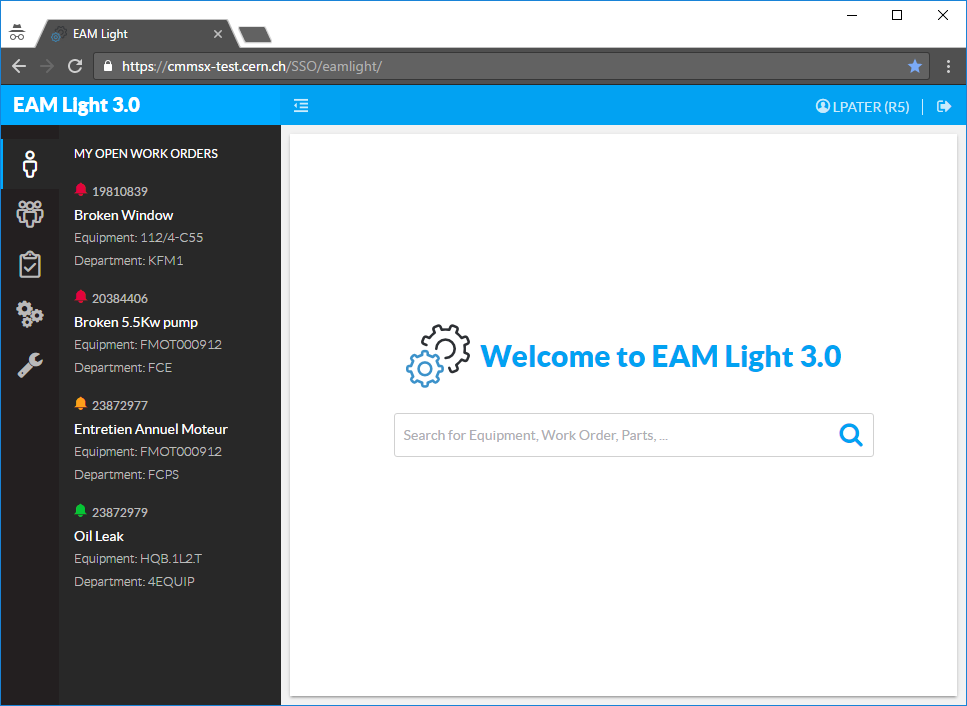 EAM Light
https://cmmsx-test.cern.ch/SSO/eamlight/
EAM Light 3.0
LPATER (R5)
MY OPEN WORK ORDERS
19810839
Broken Window
Equipment: 112/4-C55
Department: KFM1
20384406
Broken 5.5Kw pump
Equipment: FMOT000912
Department: FCE
23872977
Entretien Annuel Moteur
Equipment: FMOT000912
Department: FCPS
23872979
Oil Leak
Equipment: HQB.1L2.T
Department: 4EQUIP
Welcome to EAM Light 3.0
Search for Equipment, Work Order, Parts, ...